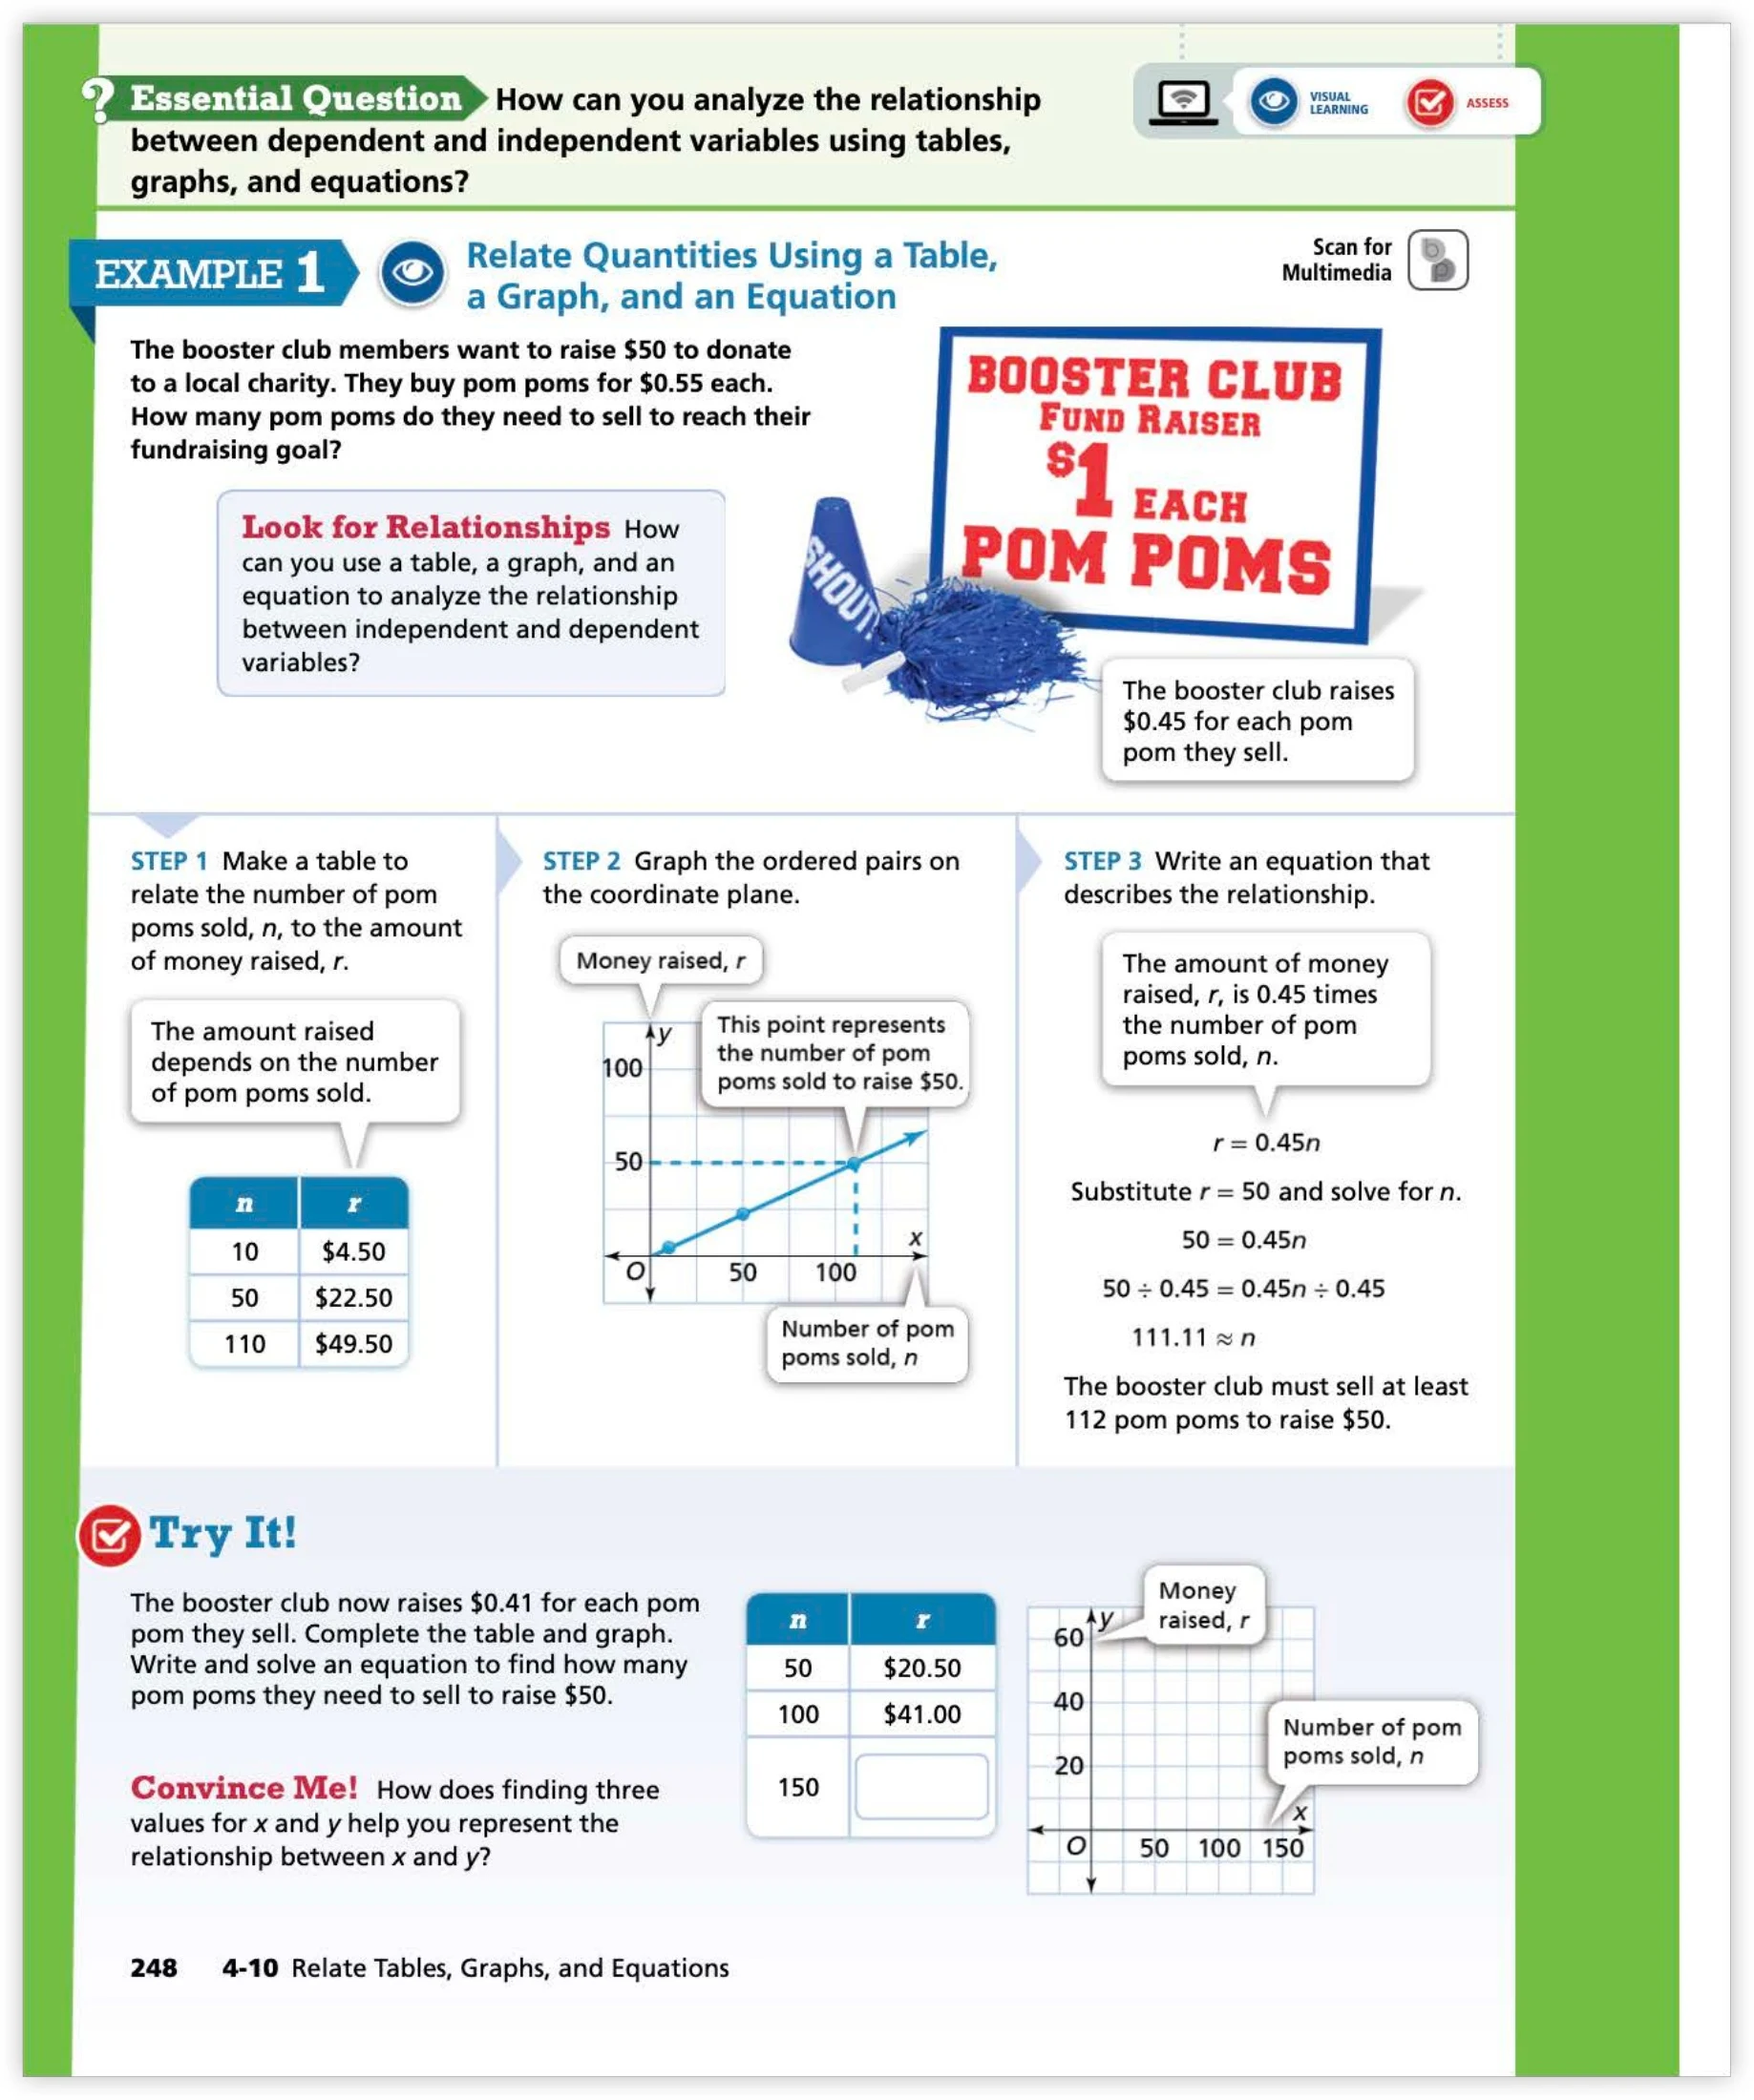 ? Essential Question How can you analyze the relationship
between dependent and independent variables using tables,
graphs, and equations?
VISUAL
LEARNING
ASSESS
EXAMPLE 1
Relate Quantities Using a Table,
a Graph, and an Equation
Scan for
Multimedia
The booster club members want to raise $50 to donate
to a local charity. They buy pom poms for $0.55 each.
How many pom poms do they need to sell to reach their
fundraising goal?
BOOSTER CLUB
FUND RAISER
$1 EACH
POM POMS
SHOUT!
Look for Relationships How
can you use a table, a graph, and an
equation to analyze the relationship
between independent and dependent
variables?
The booster club raises
$0.45 for each pom
pom they sell.
STEP 1 Make a table to
relate the number of pom
poms sold, n, to the amount
of money raised, r.
The amount raised
depends on the number
of pom poms sold.
n r
10 $4.50
50 $22.50
110 $49.50
STEP 2 Graph the ordered pairs on
the coordinate plane.
Money raised, r
This point represents
the number of pom
poms sold to raise $50.
y
100
50
x
O 50 100
Number of pom
poms sold, n
STEP 3 Write an equation that
describes the relationship.
The amount of money
raised, r, is 0.45 times
the number of pom
poms sold, n.
r = 0.45n
Substitute r = 50 and solve for n.
50 = 0.45n
50 ÷ 0.45 = 0.45n ÷ 0.45
111.11 ≈ n
The booster club must sell at least
112 pom poms to raise $50.
Try It!
The booster club now raises $0.41 for each pom
pom they sell. Complete the table and graph.
Write and solve an equation to find how many
pom poms they need to sell to raise $50.
Convince Me! How does finding three
values for x and y help you represent the
relationship between x and y?
n r
50 $20.50
100 $41.00
150
Money
raised, r
y
60
40
20
Number of pom
poms sold, n
x
O 50 100 150
248 4-10 Relate Tables, Graphs, and Equations